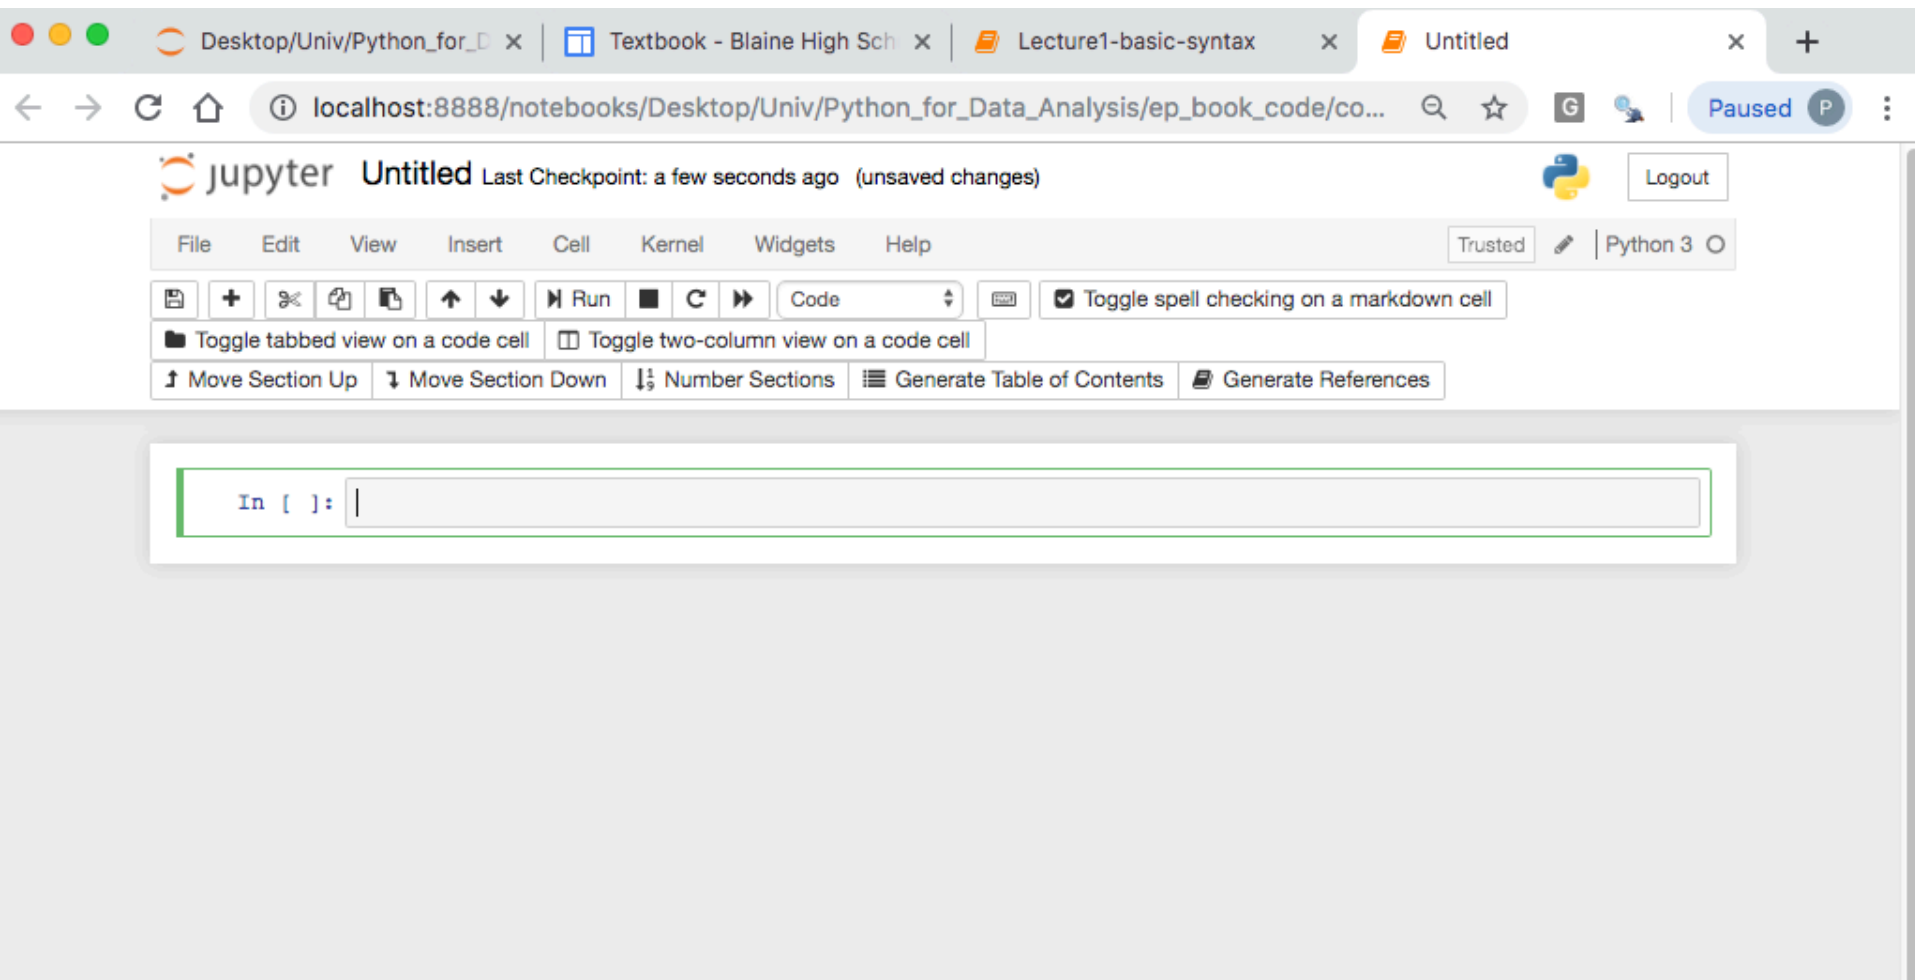 Desktop/Univ/Python_for_D Textbook - Blaine High Sch Lecture1-basic-syntax Untitled
localhost:8888/notebooks/Desktop/Univ/Python_for_Data_Analysis/ep_book_code/co... G Paused P
jupyter Untitled Last Checkpoint: a few seconds ago (unsaved changes) Logout
File Edit View Insert Cell Kernel Widgets Help Trusted Python 3
Run Code Toggle spell checking on a markdown cell
Toggle tabbed view on a code cell Toggle two-column view on a code cell
Move Section Up Move Section Down Number Sections Generate Table of Contents Generate References
In [ ]: